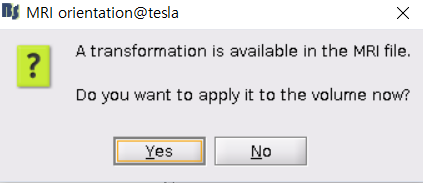 MRI orientation@tesla
A transformation is available in the MRI file.
Do you want to apply it to the volume now?
Yes
No